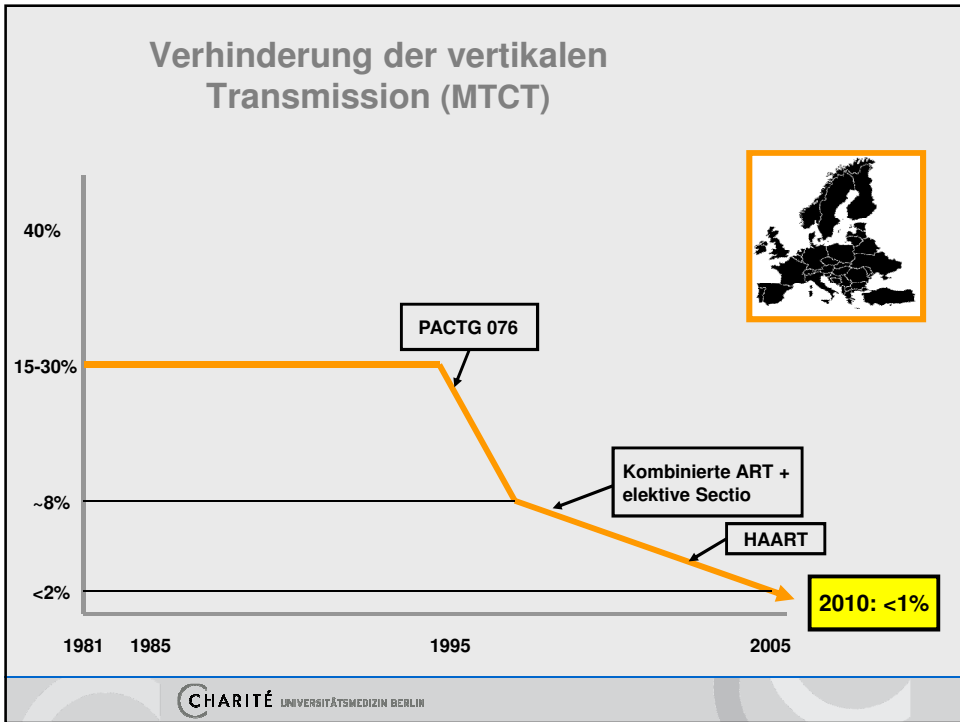 Verhinderung der vertikalen
Transmission (MTCT)
40%
PACTG 076
15-30%
Kombinierte ART +
elektive Sectio
~8%
HAART
<2%
2010: <1%
1981 1985 1995 2005
CHARITÉ UNIVERSITÄTSMEDIZIN BERLIN